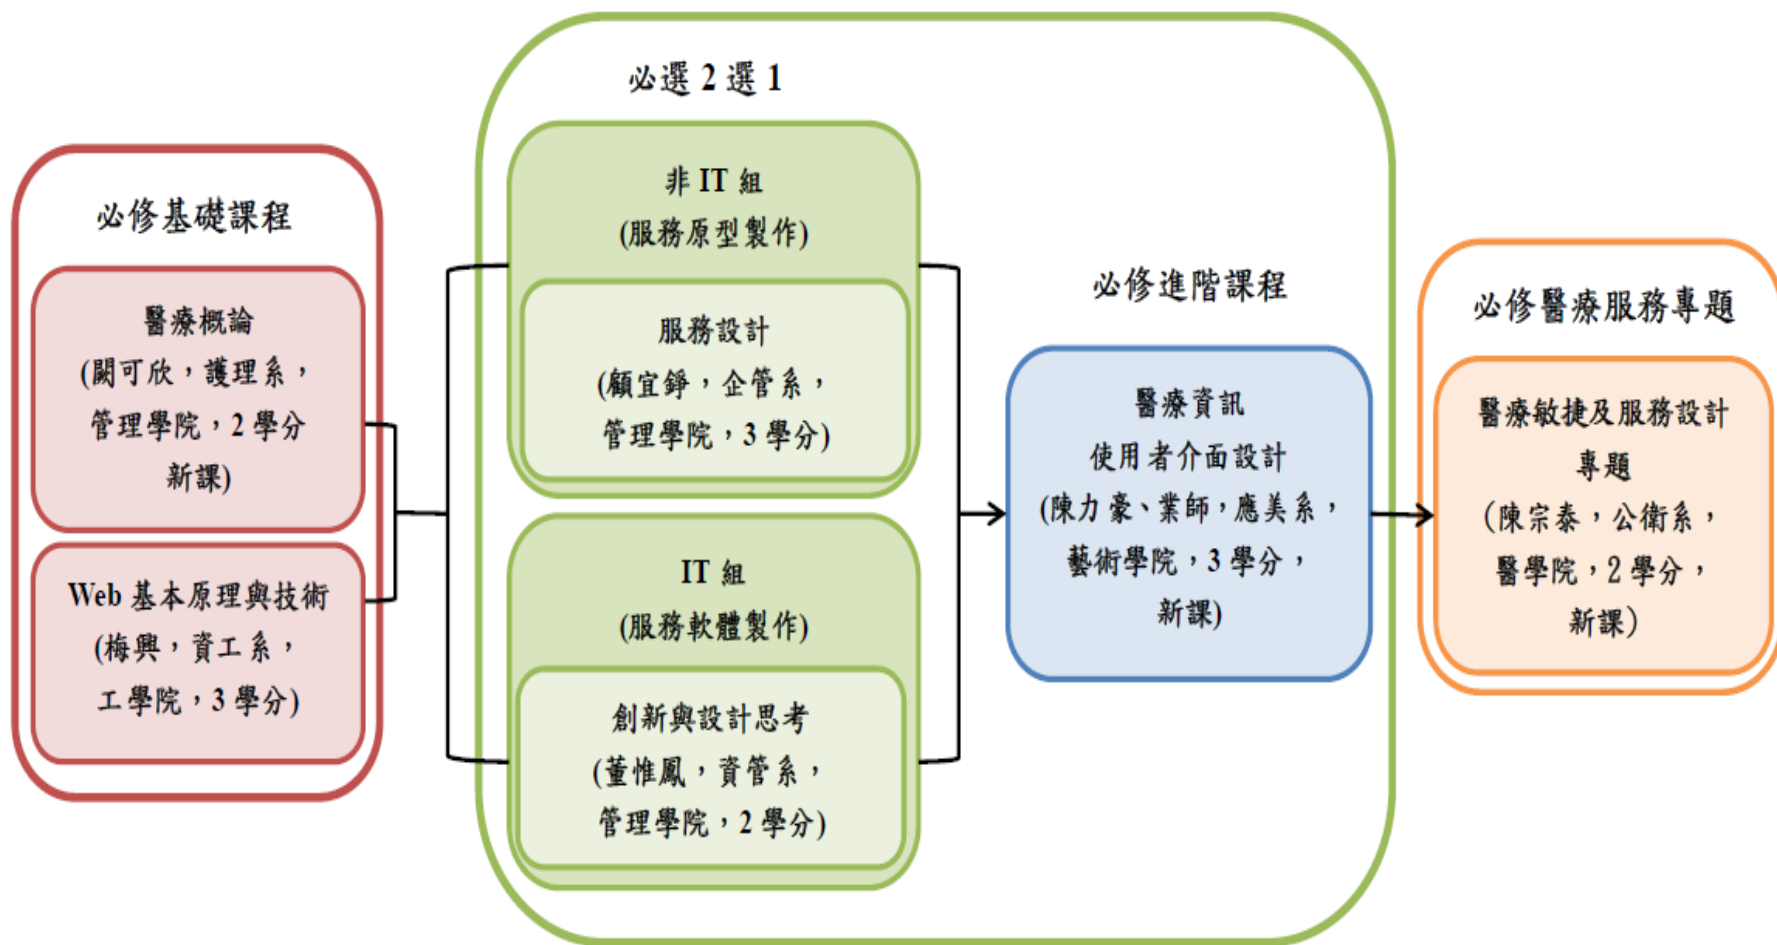 必修基礎課程
醫療概論
(闕可欣，護理系，
管理學院，2 學分
新課)
Web 基本原理與技術
(梅興，資工系，
工學院，3 學分)
必選 2 選 1
非 IT 組
(服務原型製作)
服務設計
(顧宜錚，企管系，
管理學院，3 學分)
IT 組
(服務軟體製作)
創新與設計思考
(董惟鳳，資管系，
管理學院，2 學分)
必修進階課程
醫療資訊
使用者介面設計
(陳力豪、業師，應美系，
藝術學院，3 學分，
新課)
必修醫療服務專題
醫療敏捷及服務設計
專題
(陳宗泰，公衛系，
醫學院，2 學分，
新課)